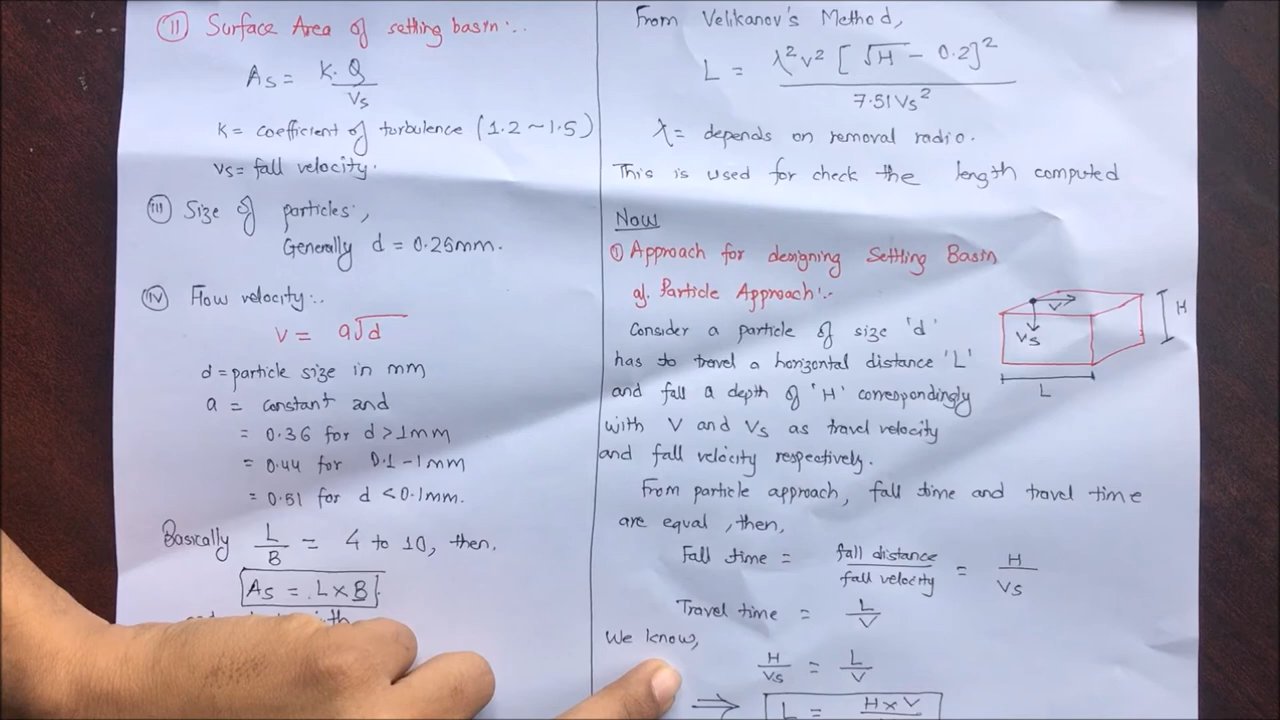 (II) Surface Area of settling basin:.
As = K.Q / Vs
K = coefficient of turbulence (1.2 ~ 1.5)
vs = fall velocity.
(III) Size of particles,
Generally d = 0.25mm.
(IV) Flow velocity:.
V = a√d
d = particle size in mm
a = constant and
= 0.36 for d > 1mm
= 0.44 for 0.1 - 1mm
= 0.51 for d < 0.1mm.
Basically L/B = 4 to 10, then,
As = L × B.
From Velikanov's Method,
L = λ²v² [√H - 0.2]² / 7.51Vs²
λ = depends on removal radio.
This is used for check the length computed
Now
① Approach for designing Settling Basin
a). Particle Approach:.
Consider a particle of size 'd'
has to travel a horizontal distance 'L'
and fall a depth of 'H' correspondingly
with V and Vs as travel velocity
and fall velocity respectively.
V
Vs
H
L
From particle approach, fall time and travel time
are equal, then,
Fall time = fall distance / fall velocity = H / Vs
Travel time = L / V
We know,
H / Vs = L / V
⇒ L = H × V